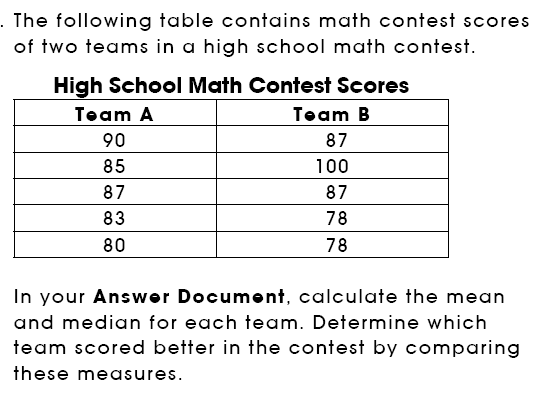 . The following table contains math contest scores
of two teams in a high school math contest.
High School Math Contest Scores
Team A Team B
90 87
85 100
87 87
83 78
80 78
In your Answer Document, calculate the mean
and median for each team. Determine which
team scored better in the contest by comparing
these measures.